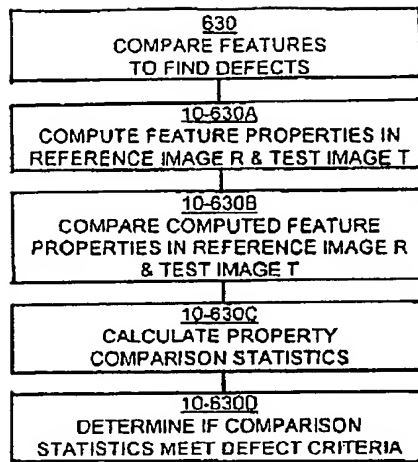 630
COMPARE FEATURES
TO FIND DEFECTS
10-630A
COMPUTE FEATURE PROPERTIES IN
REFERENCE IMAGE R & TEST IMAGE T
10-630B
COMPARE COMPUTED FEATURE
PROPERTIES IN REFERENCE IMAGE R
& TEST IMAGE T
10-630C
CALCULATE PROPERTY
COMPARISON STATISTICS
10-630D
DETERMINE IF COMPARISON
STATISTICS MEET DEFECT CRITERIA